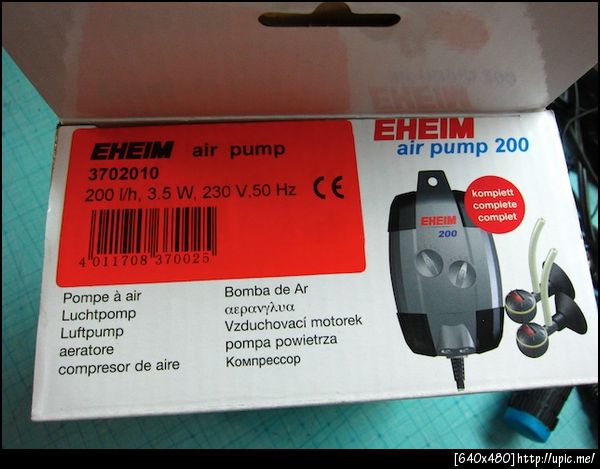 EHEIM air pump
3702010
200 l/h, 3.5 W, 230 V,50 Hz
CE
4 011708 370025
EHEIM
air pump 200
komplett
complete
complet
EHEIM
200
Pompe à air
Luchtpomp
Luftpump
aeratore
compresor de aire
Bomba de Ar
αερανγλυα
Vzduchovací motorek
pompa powietrza
Компрессор
[640x480]http://upic.me/